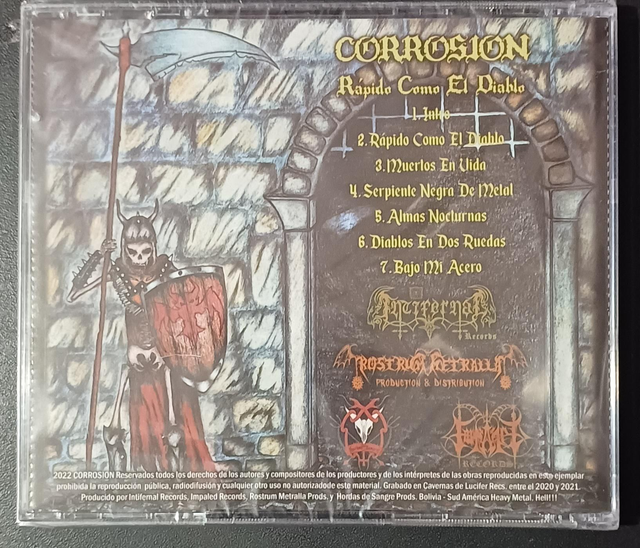 CORROSION
Rápido Como El Diablo
1. Intro
2. Rápido Como El Diablo
3. Muertos En Vida
4. Serpiente Negra De Metal
5. Almas Nocturnas
6. Diablos En Dos Ruedas
7. Bajo Mi Acero
Intifernal
Records
ROSTRUM METRALLA
PRODUCTION & DISTRIBUTION
IMPALED
RECORDS
2022 CORROSION Reservados todos los derechos de los autores y compositores de los productores y de los intérpretes de las obras reproducidas en este ejemplar
prohibida la reproducción pública, radiodifusión y cualquier otro uso no autorizadode este material. Grabado en Cavernas de Lucifer Recs. entre el 2020 y 2021.
Producido por Intifernal Records, Impaled Records, Rostrum Metralla Prods. y Hordas de Sangre Prods. Bolivia - Sud América Heavy Metal. Hell!!!